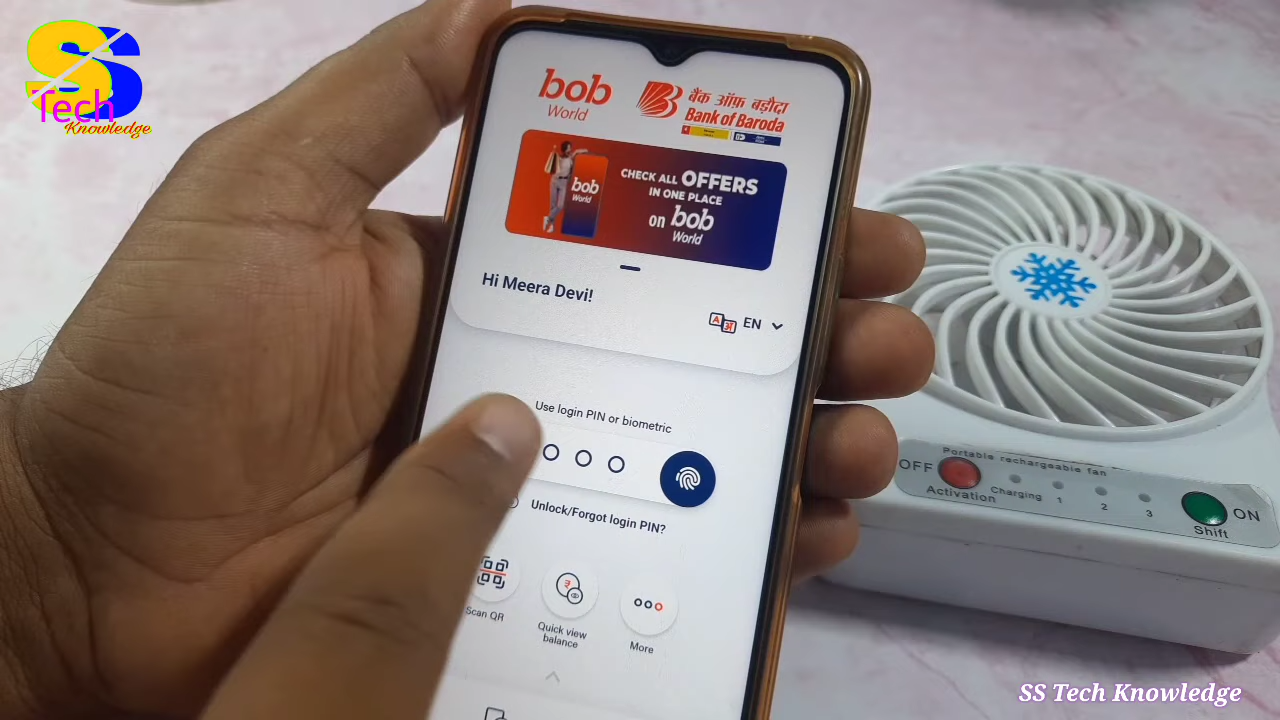 SS
Tech
Knowledge
bob
World
बैंक ऑफ़ बड़ौदा
Bank of Baroda
CHECK ALL OFFERS
IN ONE PLACE
on bob
World
bob
World
Hi Meera Devi!
EN
Use login PIN or biometric
Unlock/Forgot login PIN?
Scan QR
Quick view
balance
More
Portable rechargeable fan
OFF
Activation
Charging
1
2
3
ON
Shift
SS Tech Knowledge